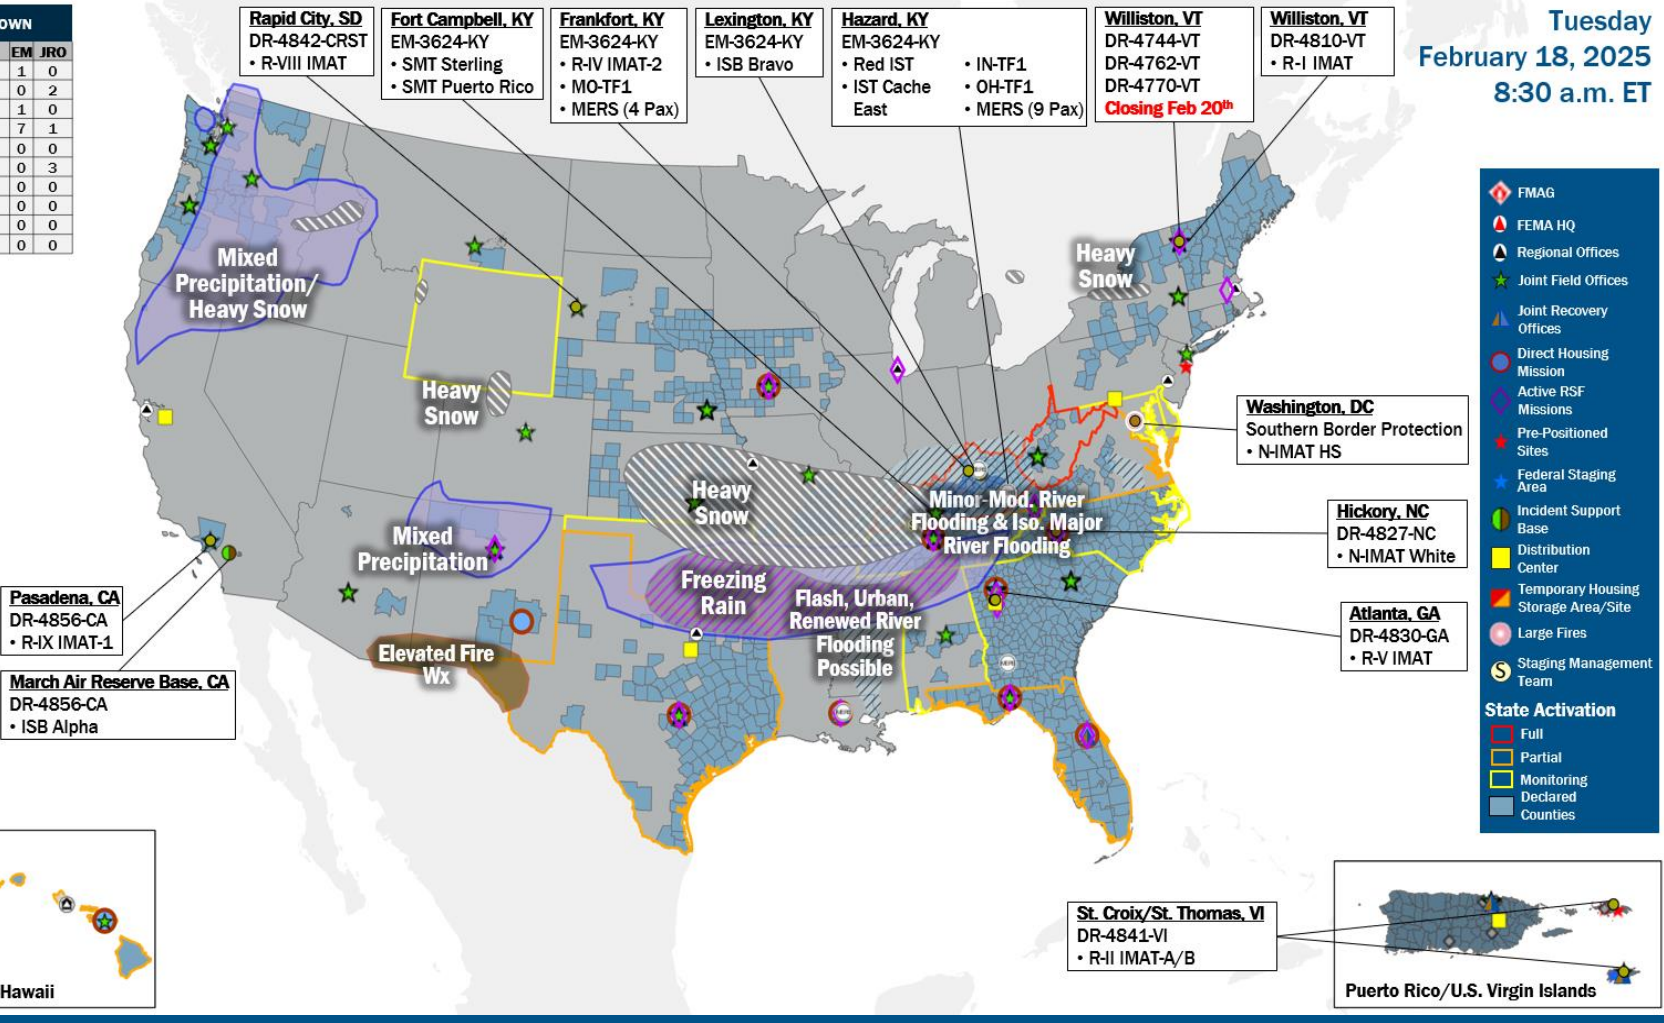 OWN
EM JRO
1 0
0 2
1 0
7 1
0 0
0 3
0 0
0 0
0 0
0 0
Rapid City, SD
DR-4842-CRST
• R-VIII IMAT
Fort Campbell, KY
EM-3624-KY
• SMT Sterling
• SMT Puerto Rico
Frankfort, KY
EM-3624-KY
• R-IV IMAT-2
• MO-TF1
• MERS (4 Pax)
Lexington, KY
EM-3624-KY
• ISB Bravo
Hazard, KY
EM-3624-KY
• Red IST
• IST Cache
East
• IN-TF1
• OH-TF1
• MERS (9 Pax)
Williston, VT
DR-4744-VT
DR-4762-VT
DR-4770-VT
Closing Feb 20th
Williston, VT
DR-4810-VT
• R-I IMAT
Tuesday
February 18, 2025
8:30 a.m. ET
Mixed
Precipitation/
Heavy Snow
Heavy
Snow
Heavy
Snow
Heavy
Snow
Mixed
Precipitation
Freezing
Rain
Minor-Mod. River
Flooding & Iso. Major
River Flooding
Flash, Urban,
Renewed River
Flooding
Possible
Elevated Fire
Wx
MERS
MERS
MERS
Washington, DC
Southern Border Protection
• N-IMAT HS
Hickory, NC
DR-4827-NC
• N-IMAT White
Atlanta, GA
DR-4830-GA
• R-V IMAT
Pasadena, CA
DR-4856-CA
• R-IX IMAT-1
March Air Reserve Base, CA
DR-4856-CA
• ISB Alpha
St. Croix/St. Thomas, VI
DR-4841-VI
• R-II IMAT-A/B
Hawaii
Puerto Rico/U.S. Virgin Islands
FMAG
FEMA HQ
Regional Offices
Joint Field Offices
Joint Recovery
Offices
Direct Housing
Mission
Active RSF
Missions
Pre-Positioned
Sites
Federal Staging
Area
Incident Support
Base
Distribution
Center
Temporary Housing
Storage Area/Site
Large Fires
S
Staging Management
Team
State Activation
Full
Partial
Monitoring
Declared
Counties